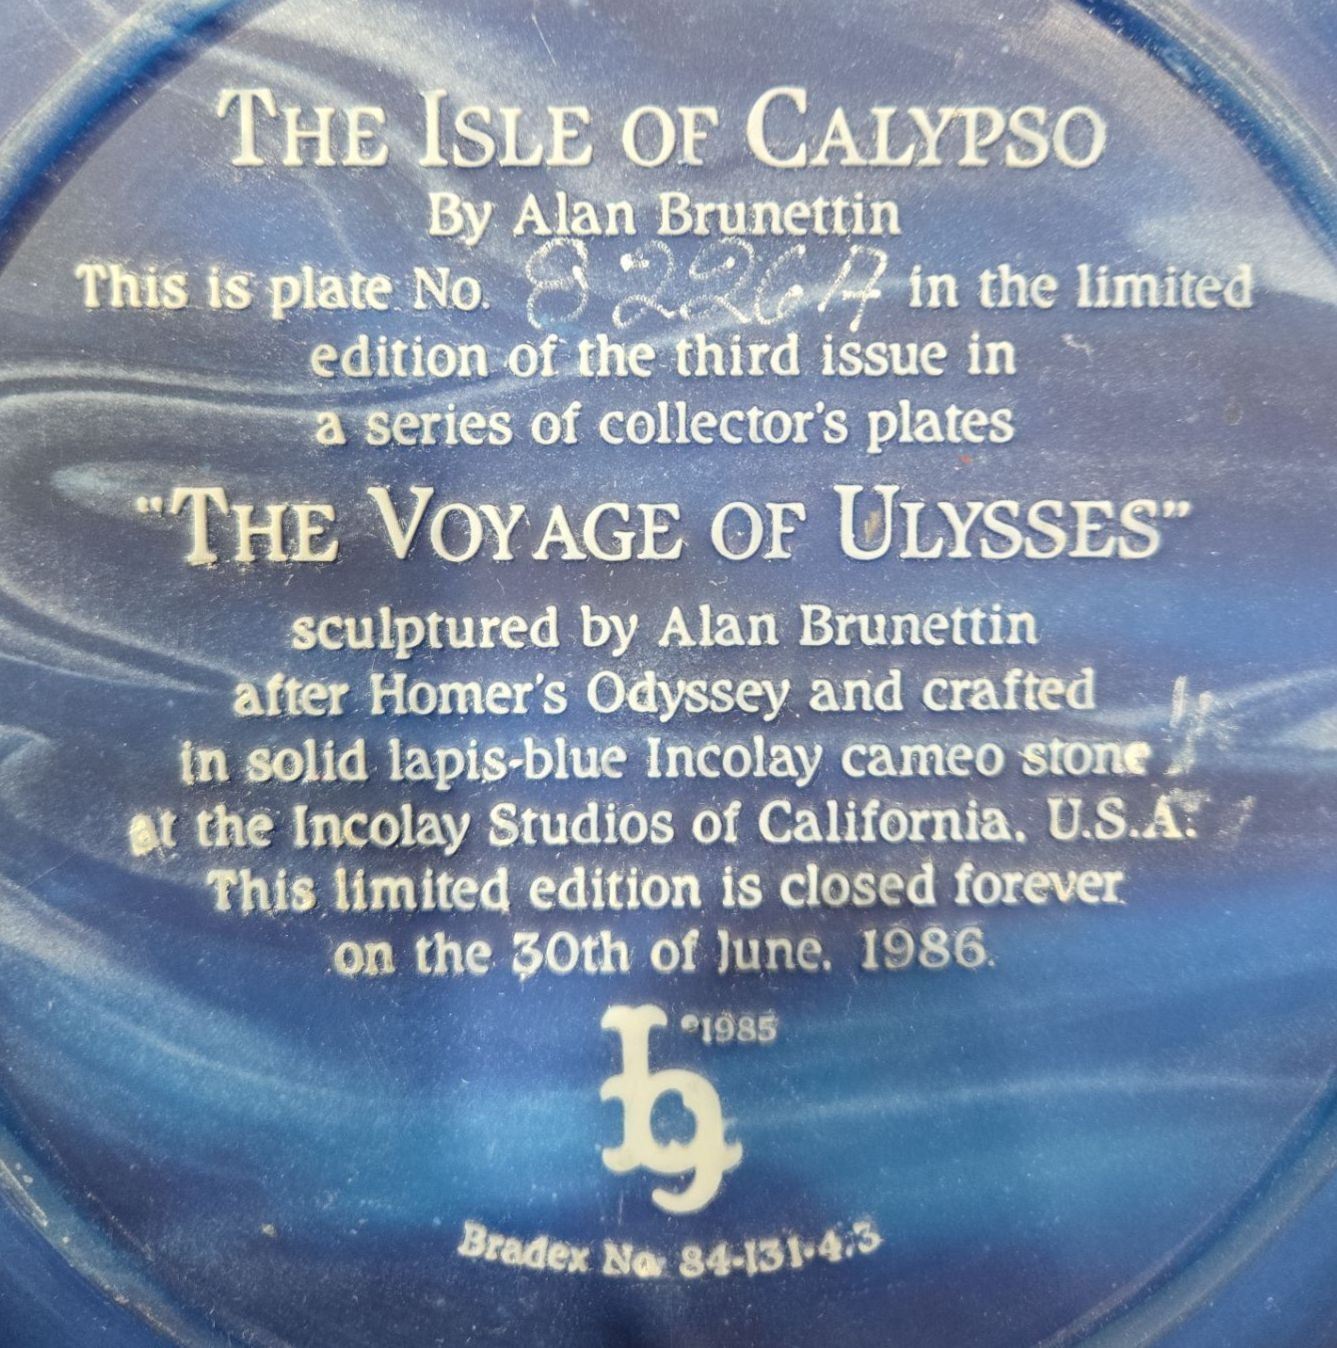 THE ISLE OF CALYPSO
By Alan Brunettin
This is plate No. 8226A in the limited
edition of the third issue in
a series of collector's plates
"THE VOYAGE OF ULYSSES"
sculptured by Alan Brunettin
after Homer's Odyssey and crafted
in solid lapis-blue Incolay cameo stone
at the Incolay Studios of California, U.S.A.
This limited edition is closed forever
on the 30th of June, 1986.
©1985
Bradex No. 84-131-4.3